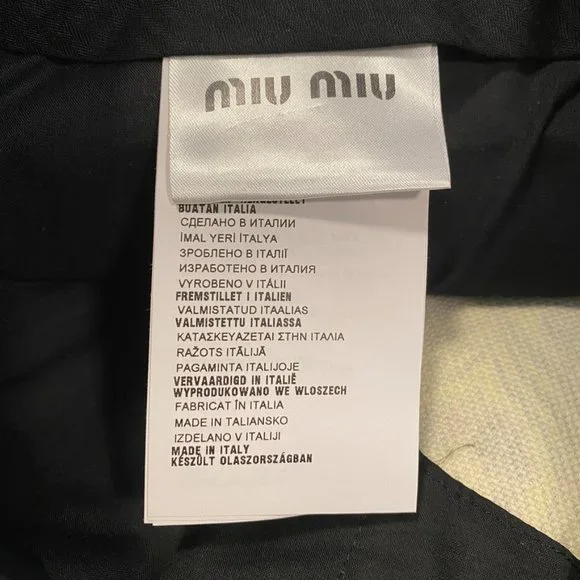 miu miu
BUATAN ITALIA
СДЕЛАНО В ИТАЛИИ
İMAL YERİ İTALYA
ЗРОБЛЕНО В ІТАЛІЇ
ИЗРАБОТЕНО В ИТАЛИЯ
VYROBENO V ITÁLII
FREMSTILLET I ITALIEN
VALMISTATUD ITAALIAS
VALMISTETTU ITALIASSA
ΚΑΤΑΣΚΕΥΑΖΕΤΑΙ ΣΤΗΝ ΙΤΑΛΙΑ
RAŽOTS ITĀLIJĀ
PAGAMINTA ITALIJOJE
VERVAARDIGD IN ITALIË
WYPRODUKOWANO WE WLOSZECH
FABRICAT ÎN ITALIA
MADE IN TALIANSKO
IZDELANO V ITALIJI
MADE IN ITALY
KÉSZÜLT OLASZORSZÁGBAN